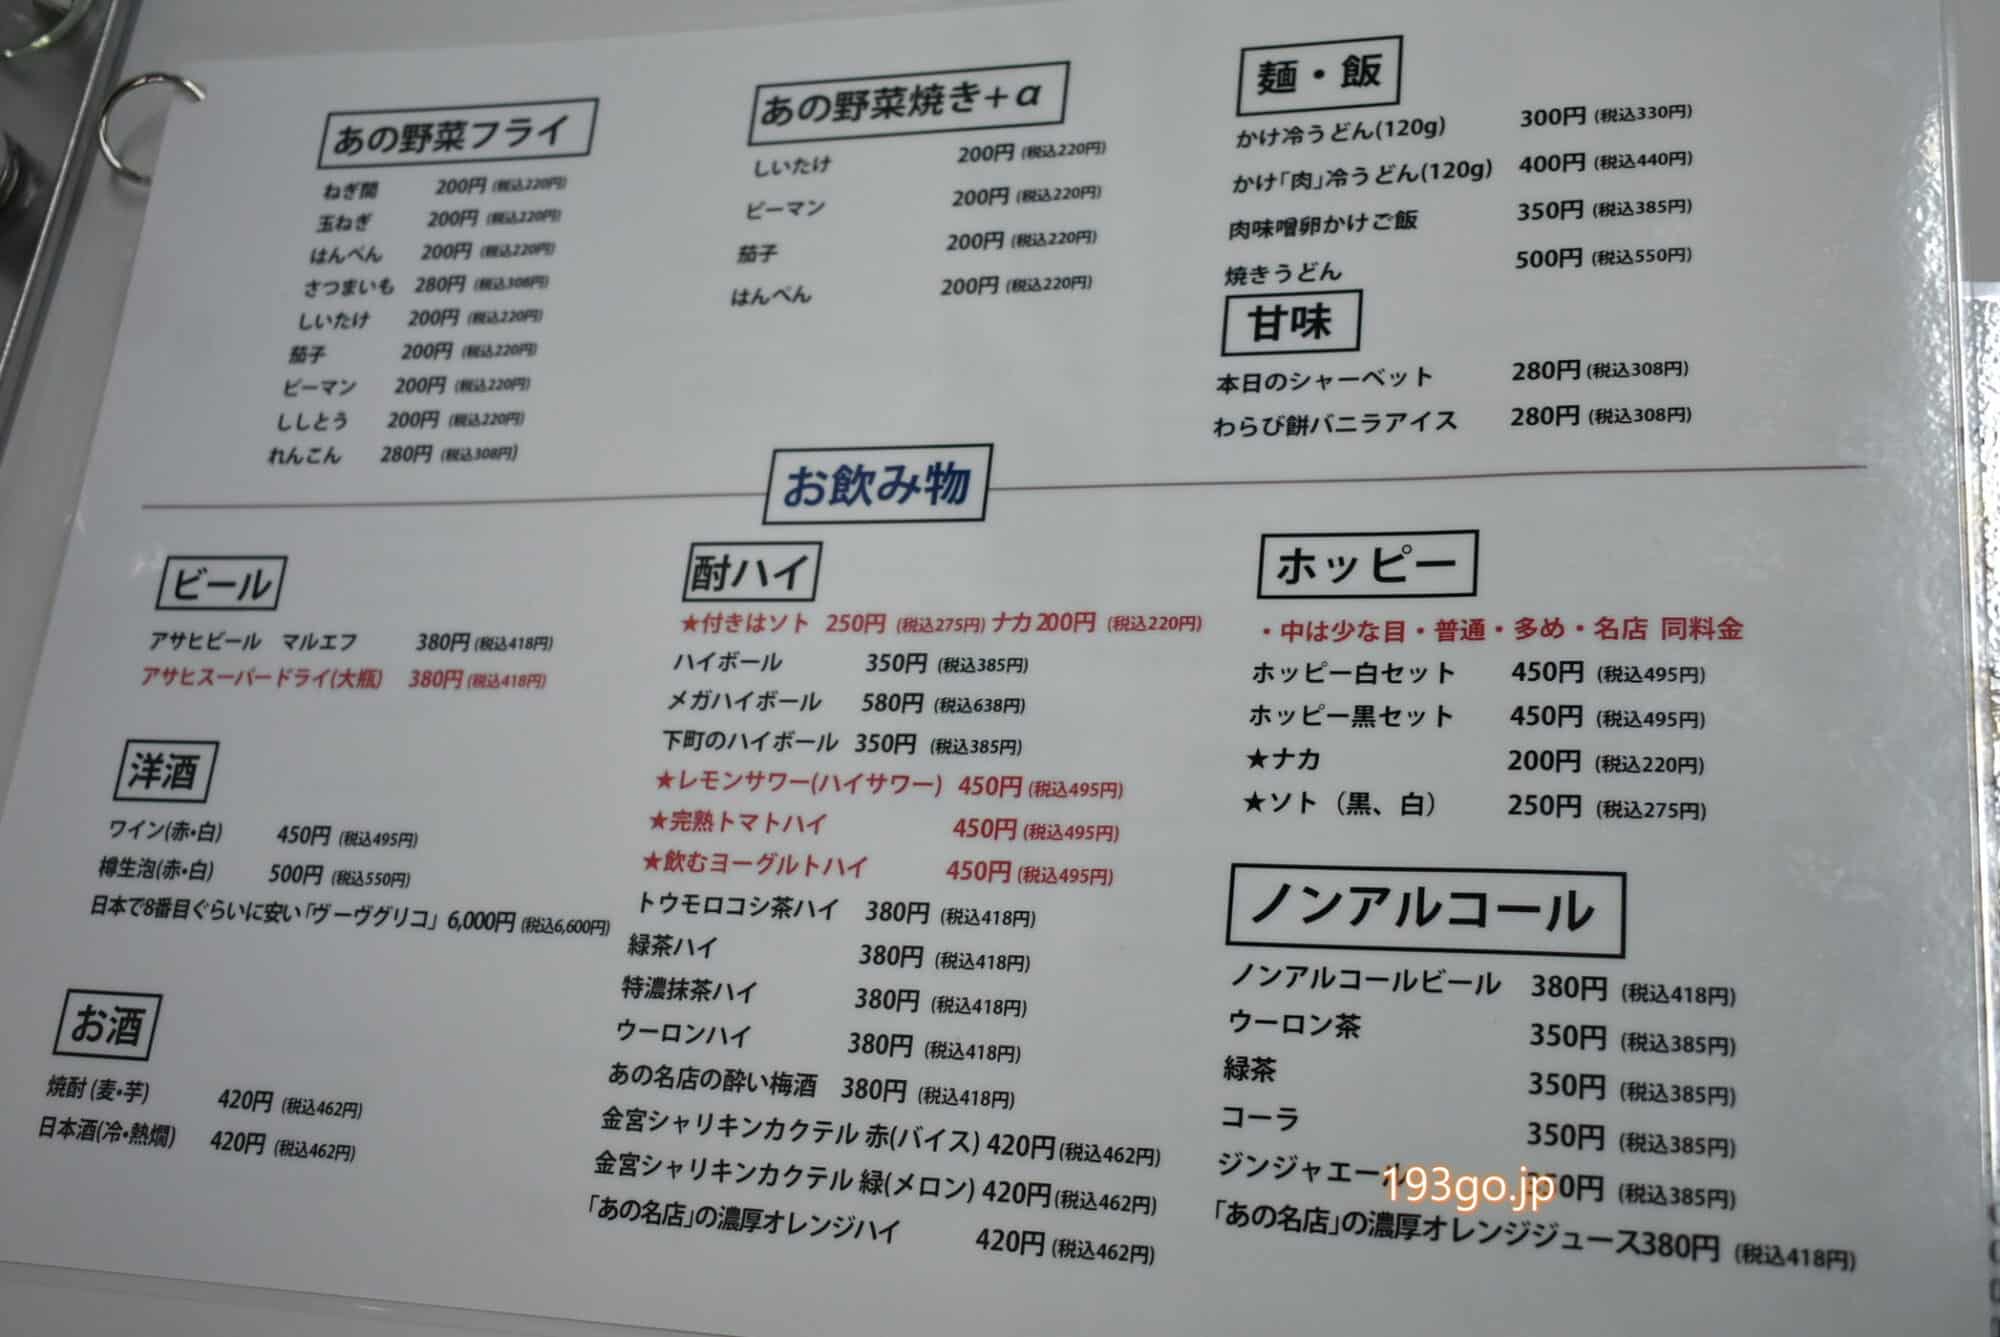 あの野菜フライ
ねぎ間 200円 (税込220円)
玉ねぎ 200円 (税込220円)
はんぺん 200円 (税込220円)
さつまいも 280円 (税込308円)
しいたけ 200円 (税込220円)
茄子 200円 (税込220円)
ピーマン 200円 (税込220円)
ししとう 200円 (税込220円)
れんこん 280円 (税込308円)
あの野菜焼き+α
しいたけ 200円 (税込220円)
ピーマン 200円 (税込220円)
茄子 200円 (税込220円)
はんぺん 200円 (税込220円)
麺・飯
かけ冷うどん(120g) 300円 (税込330円)
かけ「肉」冷うどん(120g) 400円 (税込440円)
肉味噌卵かけご飯 350円 (税込385円)
焼きうどん 500円 (税込550円)
甘味
本日のシャーベット 280円 (税込308円)
わらび餅バニラアイス 280円 (税込308円)
お飲み物
ビール
アサヒビール マルエフ 380円 (税込418円)
アサヒスーパードライ(大瓶) 380円 (税込418円)
洋酒
ワイン(赤・白) 450円 (税込495円)
樽生泡(赤・白) 500円 (税込550円)
日本で8番目ぐらいに安い「ヴーヴグリコ」 6,000円 (税込6,600円)
お酒
焼酎 (麦・芋) 420円 (税込462円)
日本酒(冷・熱燗) 420円 (税込462円)
酎ハイ
★付きはソト 250円 (税込275円) ナカ 200円 (税込220円)
ハイボール 350円 (税込385円)
メガハイボール 580円 (税込638円)
下町のハイボール 350円 (税込385円)
★レモンサワー(ハイサワー) 450円 (税込495円)
★完熟トマトハイ 450円 (税込495円)
★飲むヨーグルトハイ 450円 (税込495円)
トウモロコシ茶ハイ 380円 (税込418円)
緑茶ハイ 380円 (税込418円)
特濃抹茶ハイ 380円 (税込418円)
ウーロンハイ 380円 (税込418円)
あの名店の酔い梅酒 380円 (税込418円)
金宮シャリキンカクテル 赤(バイス) 420円 (税込462円)
金宮シャリキンカクテル 緑(メロン) 420円 (税込462円)
「あの名店」の濃厚オレンジハイ 420円 (税込462円)
ホッピー
・中は少な目・普通・多め・名店 同料金
ホッピー白セット 450円 (税込495円)
ホッピー黒セット 450円 (税込495円)
★ナカ 200円 (税込220円)
★ソト（黒、白） 250円 (税込275円)
ノンアルコール
ノンアルコールビール 380円 (税込418円)
ウーロン茶 350円 (税込385円)
緑茶 350円 (税込385円)
コーラ 350円 (税込385円)
ジンジャエール 350円 (税込385円)
「あの名店」の濃厚オレンジジュース380円 (税込418円)
193go.jp